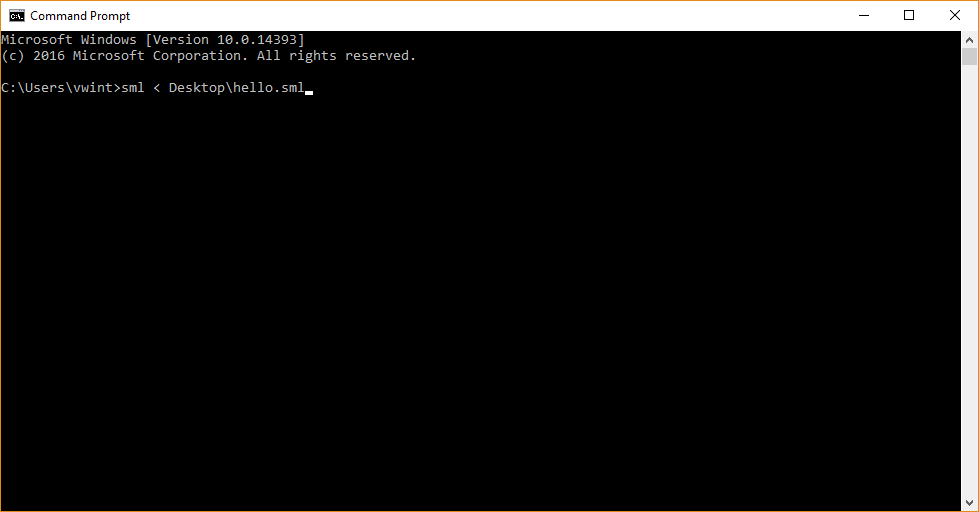 Command Prompt
Microsoft Windows [Version 10.0.14393]
(c) 2016 Microsoft Corporation. All rights reserved.
C:\Users\vwint>sml < Desktop\hello.sml